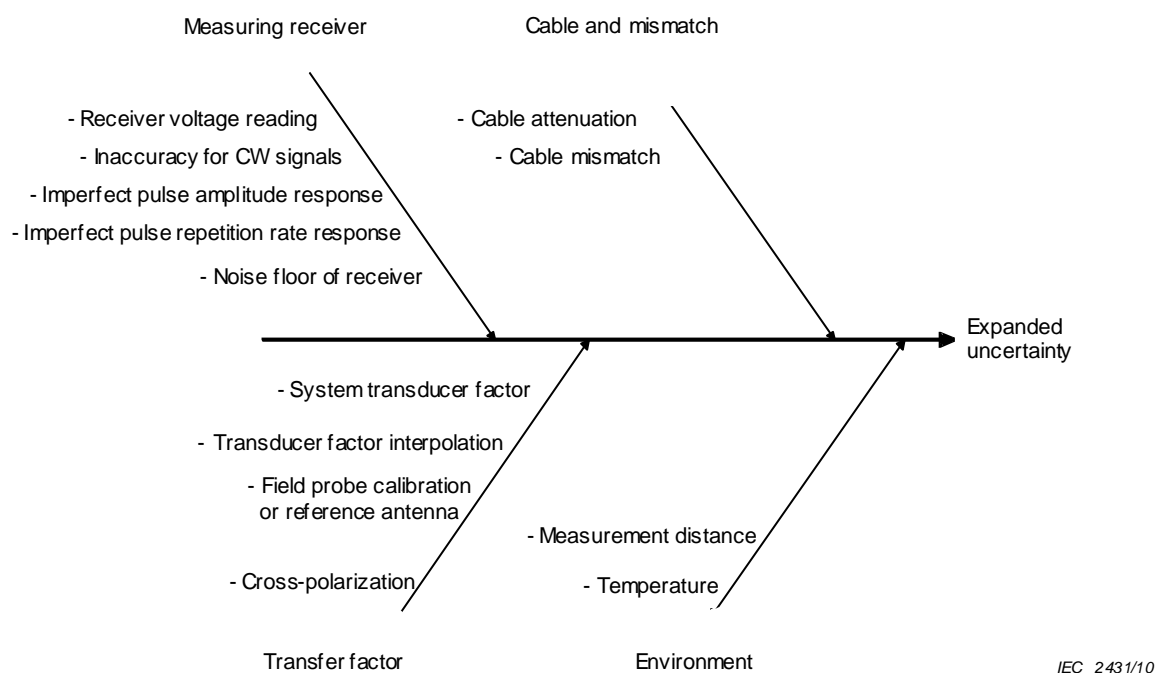 Measuring receiver
Cable and mismatch
- Receiver voltage reading
- Inaccuracy for CW signals
- Imperfect pulse amplitude response
- Imperfect pulse repetition rate response
- Noise floor of receiver
- Cable attenuation
- Cable mismatch
Expanded
uncertainty
- System transducer factor
- Transducer factor interpolation
- Field probe calibration
or reference antenna
- Cross-polarization
- Measurement distance
- Temperature
Transfer factor
Environment
IEC 2431/10